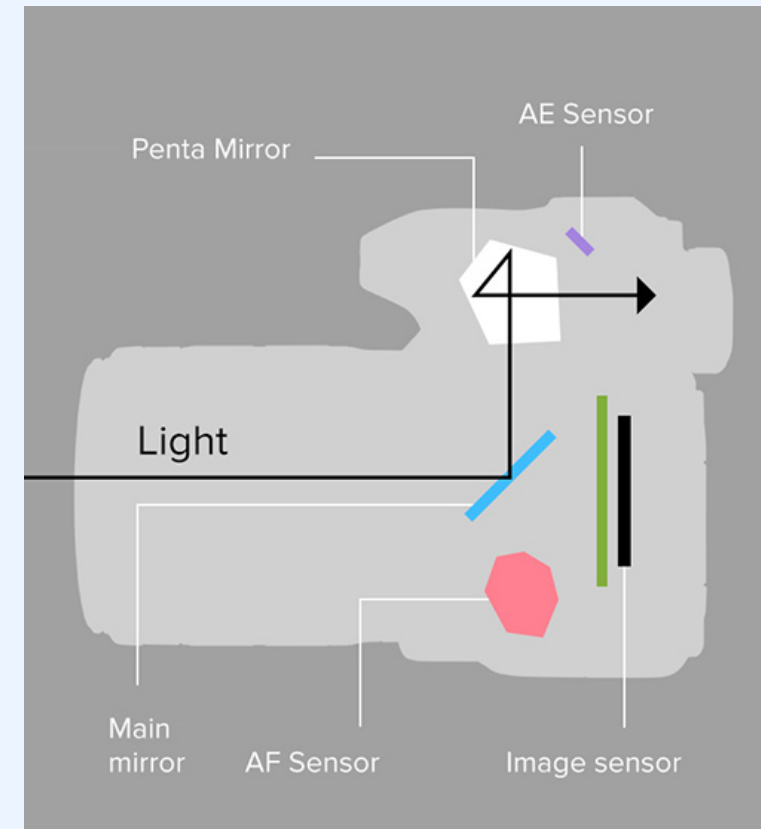 AE Sensor
Penta Mirror
Light
Main
mirror
AF Sensor
Image sensor